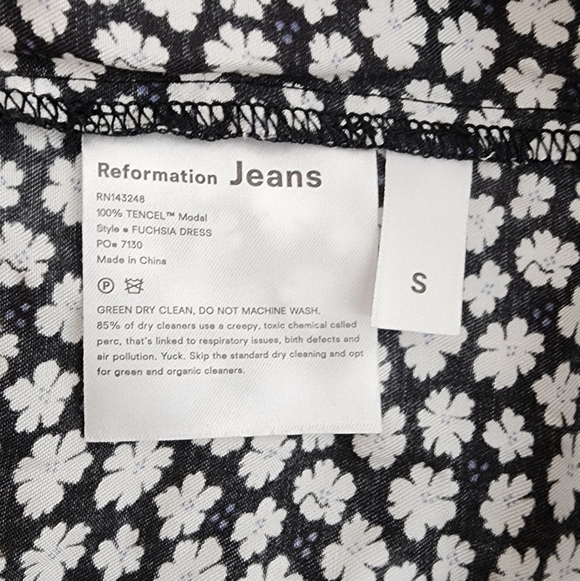 Reformation Jeans
RN143248
100% TENCEL™ Modal
Style # FUCHSIA DRESS
PO# 7130
Made in China
P
GREEN DRY CLEAN, DO NOT MACHINE WASH.
85% of dry cleaners use a creepy, toxic chemical called
perc, that's linked to respiratory issues, birth defects and
air pollution. Yuck. Skip the standard dry cleaning and opt
for green and organic cleaners.
S